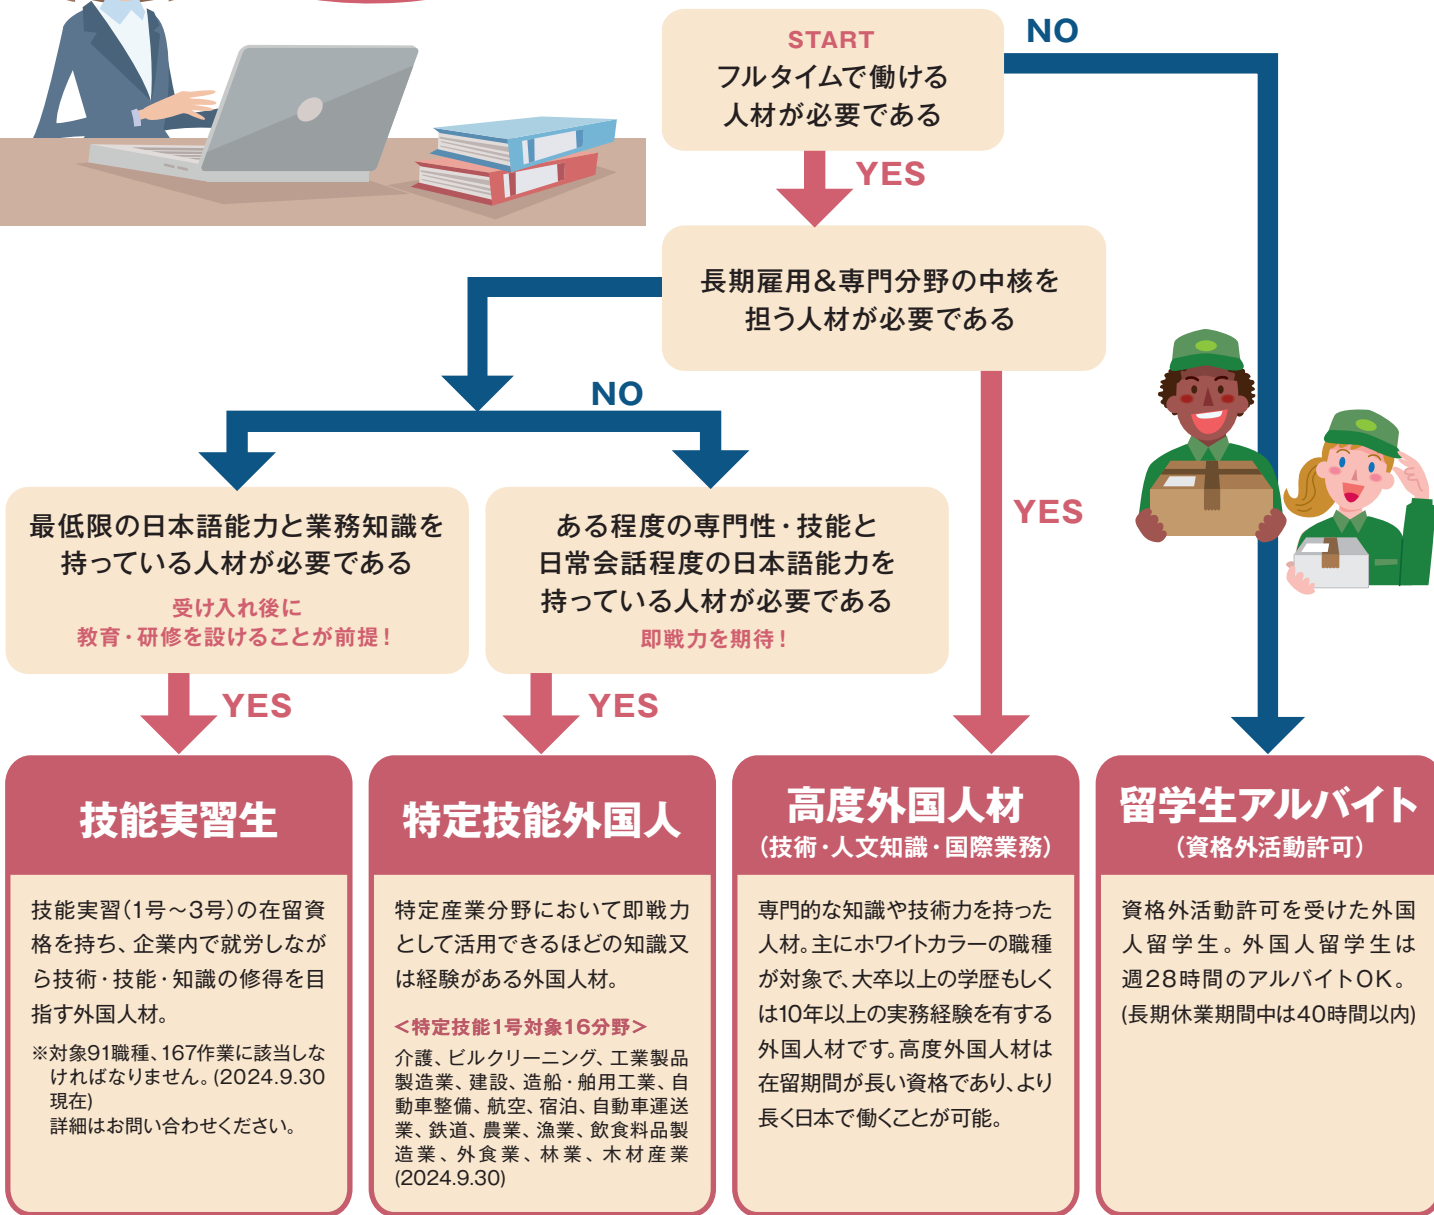 START
フルタイムで働ける
人材が必要である
NO
YES
長期雇用&専門分野の中核を
担う人材が必要である
NO
YES
最低限の日本語能力と業務知識を
持っている人材が必要である
受け入れ後に
教育・研修を設けることが前提！
ある程度の専門性・技能と
日常会話程度の日本語能力を
持っている人材が必要である
即戦力を期待！
YES
YES
技能実習生
技能実習(1号～3号)の在留資
格を持ち、企業内で就労しなが
ら技術・技能・知識の修得を目
指す外国人材。
※対象91職種、167作業に該当しな
ければなりません。(2024.9.30
現在)
詳細はお問い合わせください。
特定技能外国人
特定産業分野において即戦力
として活用できるほどの知識又
は経験がある外国人材。
＜特定技能1号対象16分野＞
介護、ビルクリーニング、工業製品
製造業、建設、造船・舶用工業、自
動車整備、航空、宿泊、自動車運送
業、鉄道、農業、漁業、飲食料品製
造業、外食業、林業、木材産業
(2024.9.30)
高度外国人材
（技術・人文知識・国際業務）
専門的な知識や技術力を持った
人材。主にホワイトカラーの職種
が対象で、大卒以上の学歴もしく
は10年以上の実務経験を有する
外国人材です。高度外国人材は
在留期間が長い資格であり、より
長く日本で働くことが可能。
留学生アルバイト
（資格外活動許可）
資格外活動許可を受けた外国
人留学生。外国人留学生は
週28時間のアルバイトOK。
(長期休業期間中は40時間以内)